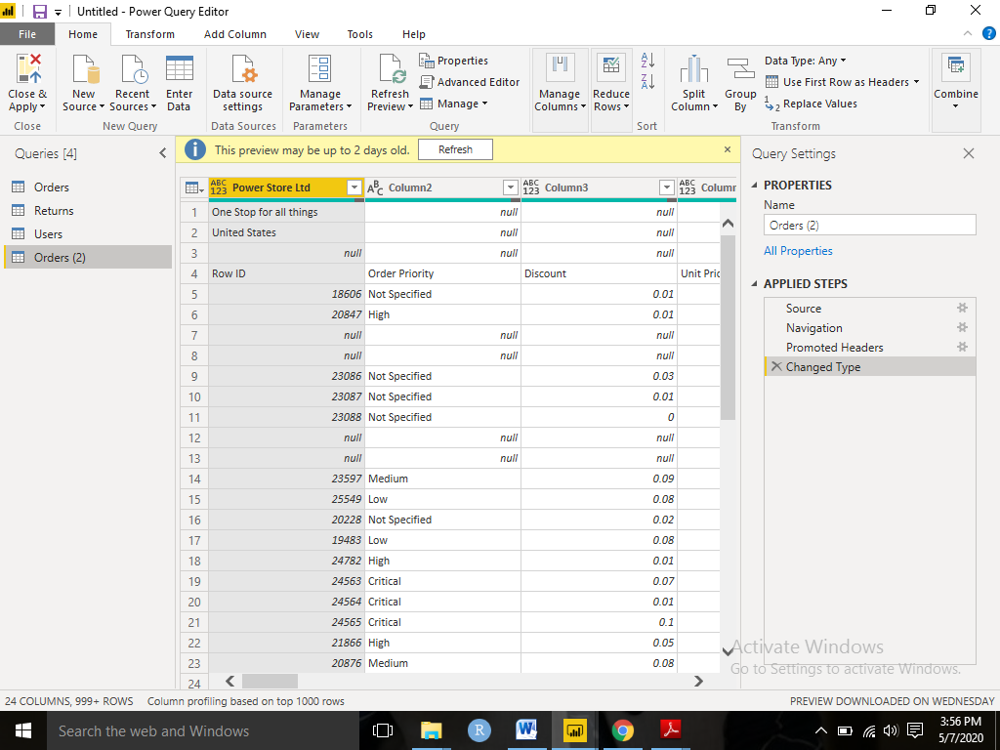 Untitled - Power Query Editor
File Home Transform Add Column View Tools Help
Close & Apply
New Source
Recent Sources
Enter Data
Data source settings
Manage Parameters
Refresh Preview
Properties
Advanced Editor
Manage
Manage Columns
Reduce Rows
Split Column
Group By
Data Type: Any
Use First Row as Headers
Replace Values
Combine
Close New Query Data Sources Parameters Query Sort Transform
Queries [4]
Orders
Returns
Users
Orders (2)
This preview may be up to 2 days old. Refresh
ABC 123 Power Store Ltd ABC Column2 ABC 123 Column3 ABC 123 Column
1 One Stop for all things null null
2 United States null null
3 null null null
4 Row ID Order Priority Discount Unit Pric
5 18606 Not Specified 0.01
6 20847 High 0.01
7 null null null
8 null null null
9 23086 Not Specified 0.03
10 23087 Not Specified 0.01
11 23088 Not Specified 0
12 null null null
13 null null null
14 23597 Medium 0.09
15 25549 Low 0.08
16 20228 Not Specified 0.02
17 19483 Low 0.08
18 24782 High 0.01
19 24563 Critical 0.07
20 24564 Critical 0.01
21 24565 Critical 0.1
22 21866 High 0.05
23 20876 Medium 0.08
24
Query Settings
PROPERTIES
Name
Orders (2)
All Properties
APPLIED STEPS
Source
Navigation
Promoted Headers
Changed Type
Activate Windows
Go to Settings to activate Windows.
24 COLUMNS, 999+ ROWS Column profiling based on top 1000 rows PREVIEW DOWNLOADED ON WEDNESDAY
Search the web and Windows
3:56 PM
5/7/2020